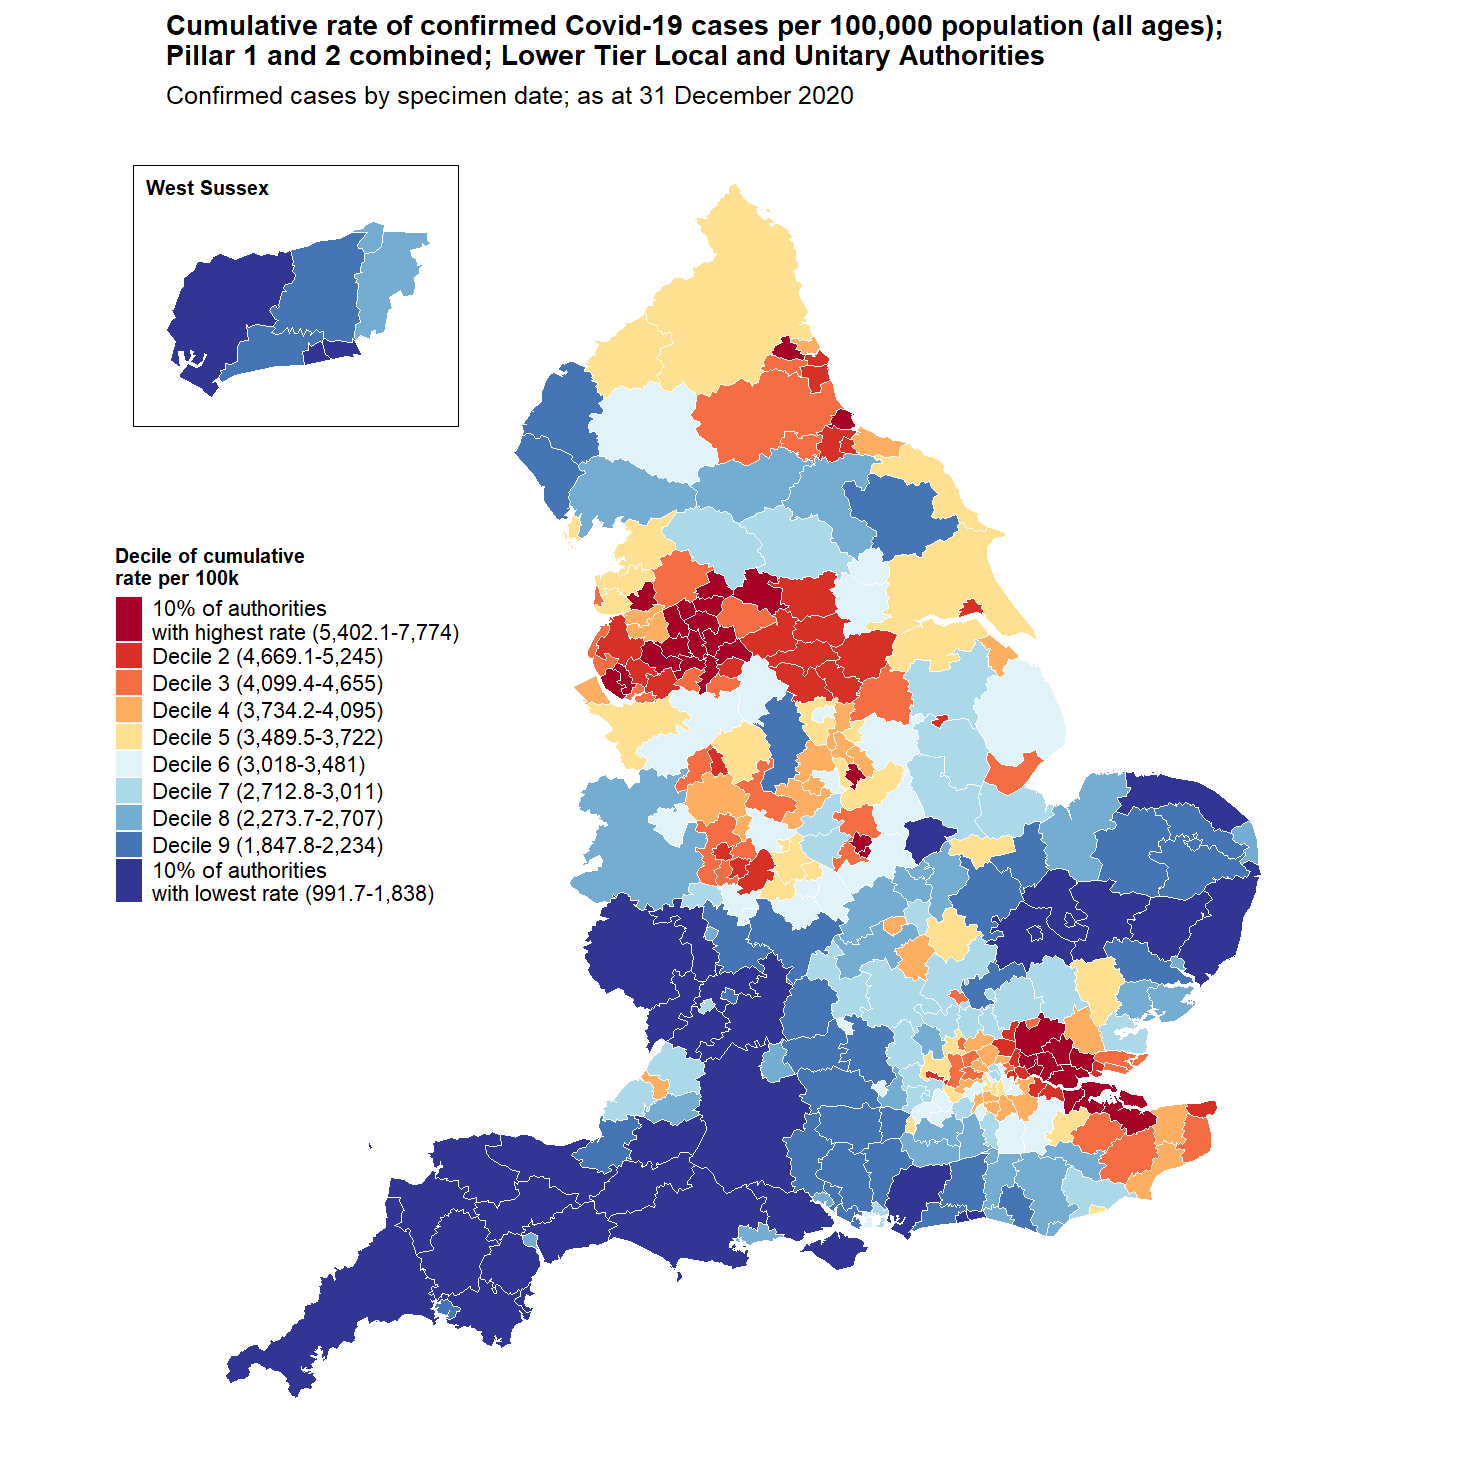 Cumulative rate of confirmed Covid-19 cases per 100,000 population (all ages);
Pillar 1 and 2 combined; Lower Tier Local and Unitary Authorities
Confirmed cases by specimen date; as at 31 December 2020
West Sussex
Decile of cumulative
rate per 100k
10% of authorities
with highest rate (5,402.1-7,774)
Decile 2 (4,669.1-5,245)
Decile 3 (4,099.4-4,655)
Decile 4 (3,734.2-4,095)
Decile 5 (3,489.5-3,722)
Decile 6 (3,018-3,481)
Decile 7 (2,712.8-3,011)
Decile 8 (2,273.7-2,707)
Decile 9 (1,847.8-2,234)
10% of authorities
with lowest rate (991.7-1,838)